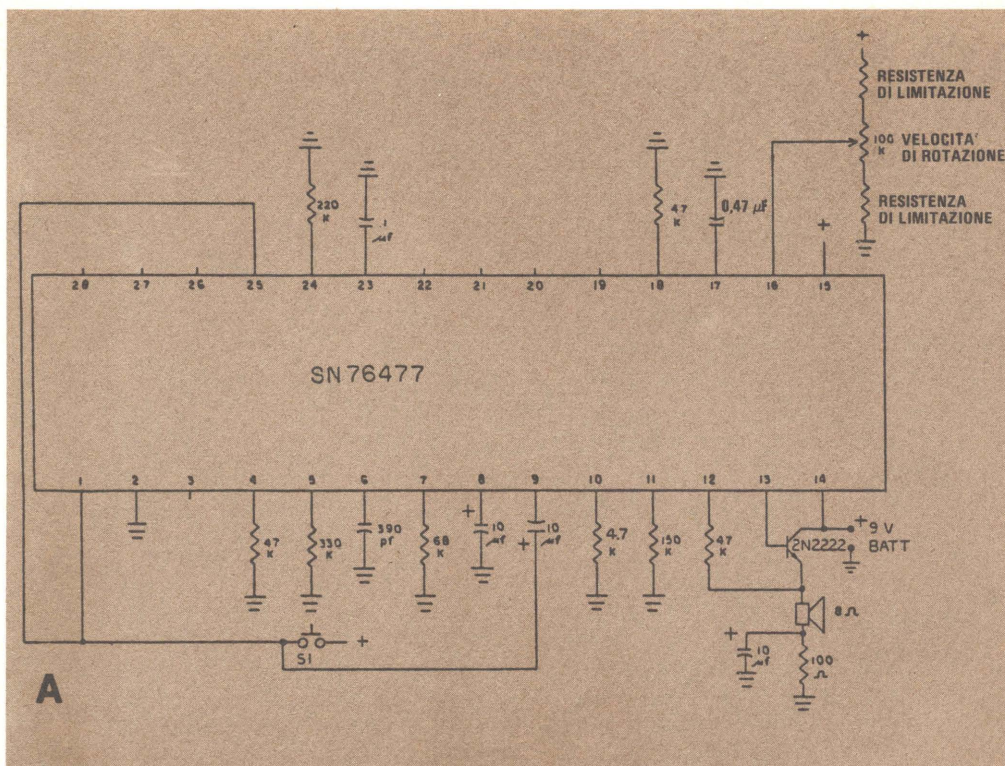 +
RESISTENZA
DI LIMITAZIONE
100
K
VELOCITA'
DI ROTAZIONE
RESISTENZA
DI LIMITAZIONE
+
220
K
.1
µf
47
K
0,47 µF
28 27 26 25 24 23 22 21 20 19 18 17 16 15
SN 76477
1 2 3 4 5 6 7 8 9 10 11 12 13 14
47
K
330
K
390
pf
68
K
+
10
µf
+
10
µf
4.7
K
150
K
47
K
2N2222
+
9 V
BATT
8 Ω
+
10
µf
100
Ω
S1
+
A